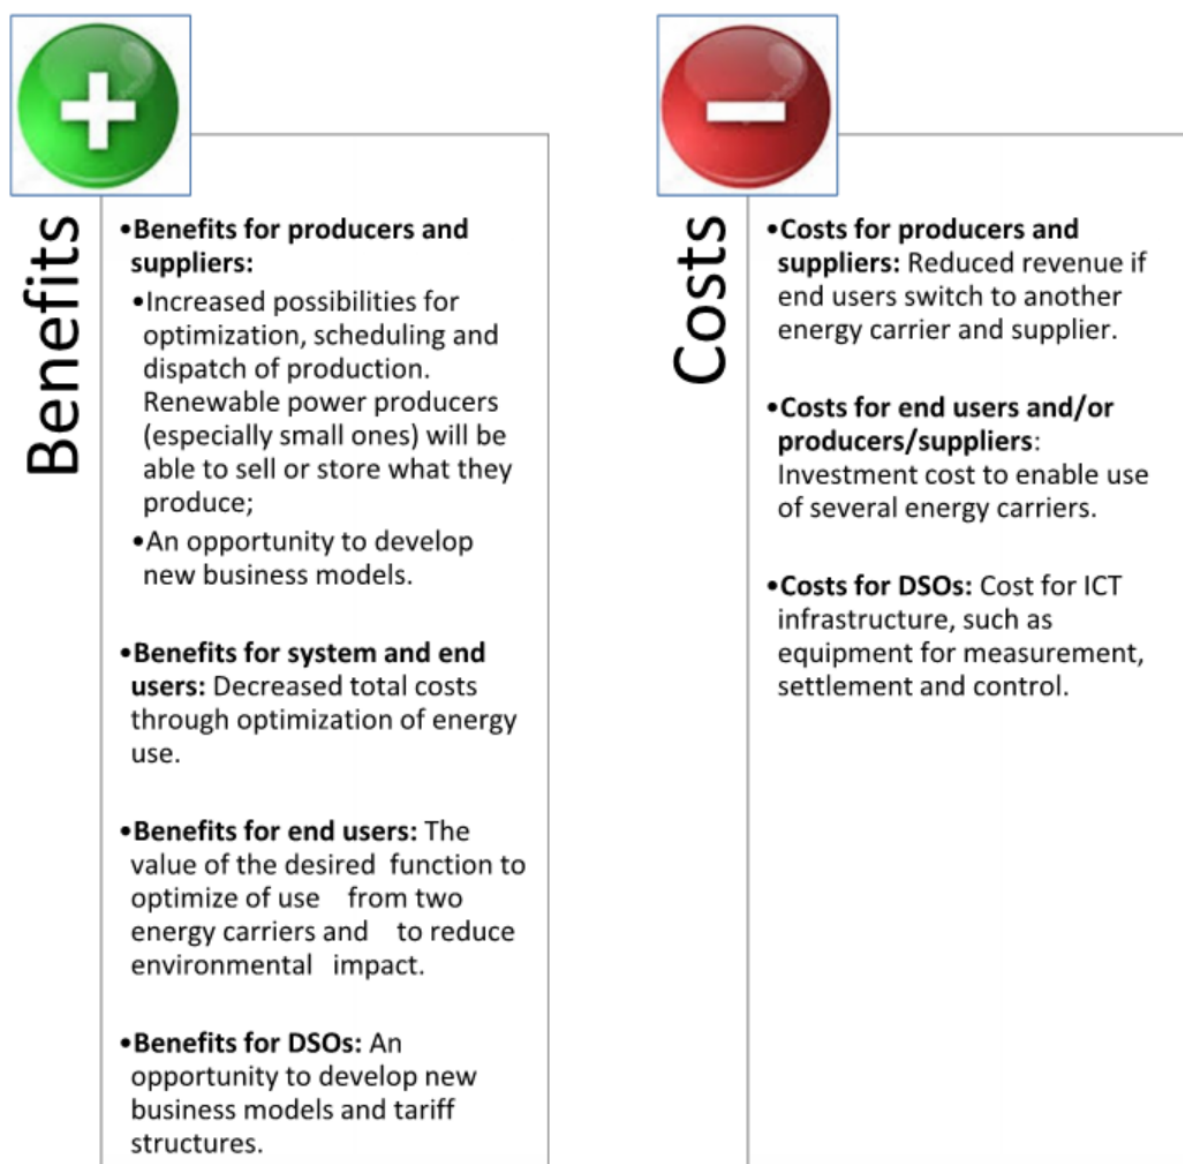 Benefits
•Benefits for producers and
suppliers:
•Increased possibilities for
optimization, scheduling and
dispatch of production.
Renewable power producers
(especially small ones) will be
able to sell or store what they
produce;
•An opportunity to develop
new business models.
•Benefits for system and end
users: Decreased total costs
through optimization of energy
use.
•Benefits for end users: The
value of the desired function to
optimize of use from two
energy carriers and to reduce
environmental impact.
•Benefits for DSOs: An
opportunity to develop new
business models and tariff
structures.
Costs
•Costs for producers and
suppliers: Reduced revenue if
end users switch to another
energy carrier and supplier.
•Costs for end users and/or
producers/suppliers:
Investment cost to enable use
of several energy carriers.
•Costs for DSOs: Cost for ICT
infrastructure, such as
equipment for measurement,
settlement and control.